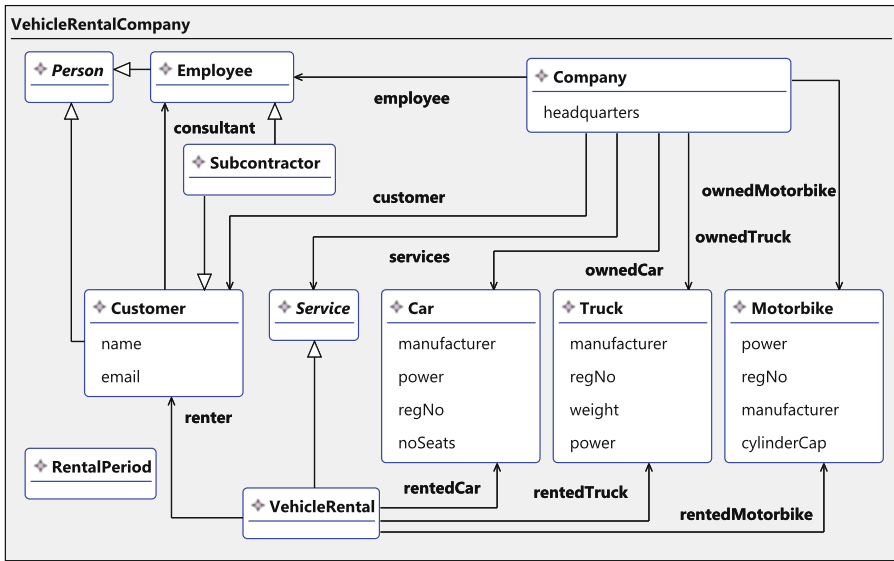 VehicleRentalCompany
Person
Employee
Company
headquarters
employee
consultant
Subcontractor
customer
services
ownedMotorbike
ownedTruck
ownedCar
Customer
name
email
Service
Car
manufacturer
power
regNo
noSeats
Truck
manufacturer
regNo
weight
power
Motorbike
power
regNo
manufacturer
cylinderCap
renter
RentalPeriod
VehicleRental
rentedCar
rentedTruck
rentedMotorbike